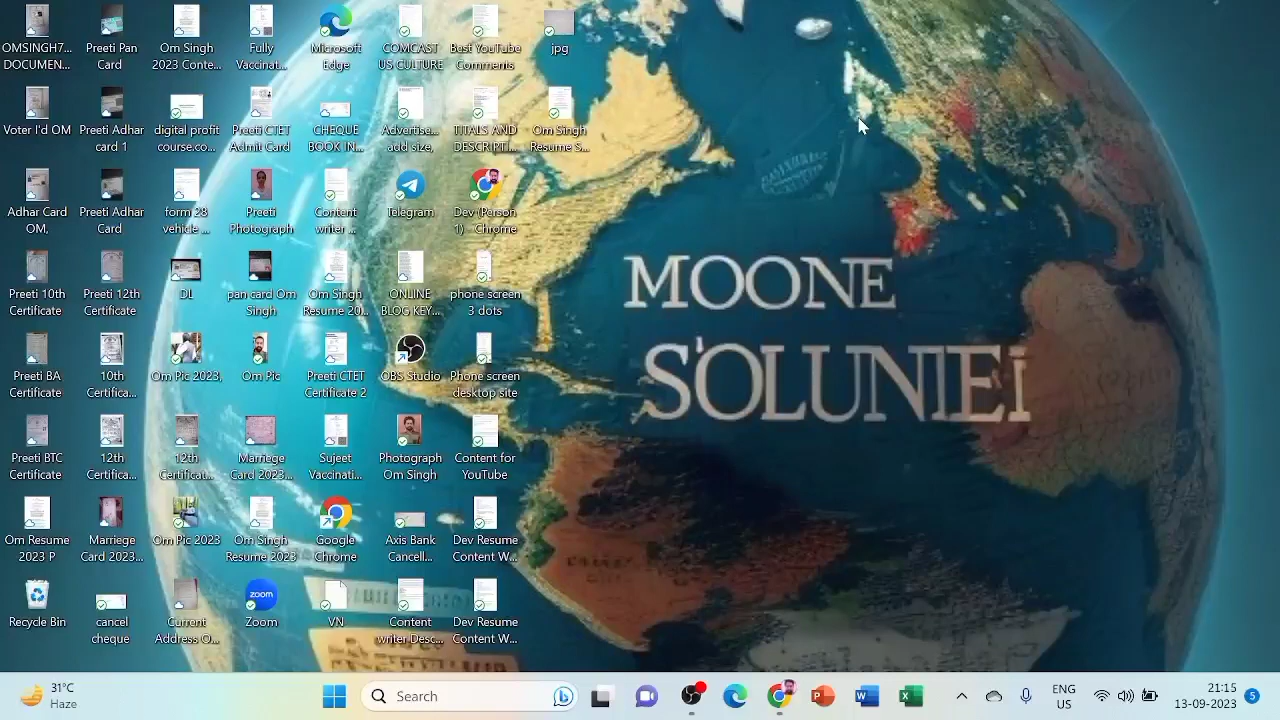 OMSINGH7...
DOCUMEN...
Preeti Pan
Card
Om Singh
2023 Conte...
Fully
Vaccinat...
Microsoft
Edge
COMCAST
US CULTURE
Best YouTube
Comments
jpg
Voter I'd OM
Preeti Adhar
card 1
digital profit
course.co...
Preeti CTET
Admit Card
CHEQUE
BOOK IN...
Advertise...
add size,
TITALS AND
DESCRIPTI...
Om Singh
Resume S...
Adhar Card
OM,
Preeti Adhar
Card
form 28
vehicle ...
Preeti
Photograph
Content
writer ...
Telegram
Dev (Person
1) - Chrome
Preeti 10th
Certificate
Preeti 12th
Certificate
DL
pan card Om
Singh
Om Singh
Resume 20...
ONLINE
BLOG KEY...
phone screen
3 dots
Preeti BA
Certificate
10th
Certifica...
Om Pic 2023,
Om Pic
Preeti CTET
Certificate 2
OBS Studio
Phone screen
desktop site
Preeti BTC
Certificate
12th
Certifica...
12th
Certificat...
Marriege
Card 2023...
Sujeet
Vaccinati...
Photograph
Om Singh
Content for
YouTube
Om Resume
2023 P
Marriege
Card 2023...
Om Pic 2023
Om Singh
Resume 2023
Google
Chrome
Axis Bank
Cancell...
Dev Resume
Content W...
Recycle Bin
cancel
cheque
Current
Address O...
zoom
Zoom
VN
Content
writer Desc...
Dev Resume
Content W...
MOONE
S'OLUNIEI
31°C
Haze
Search
ENG
US
21:15
13-09-2023
5